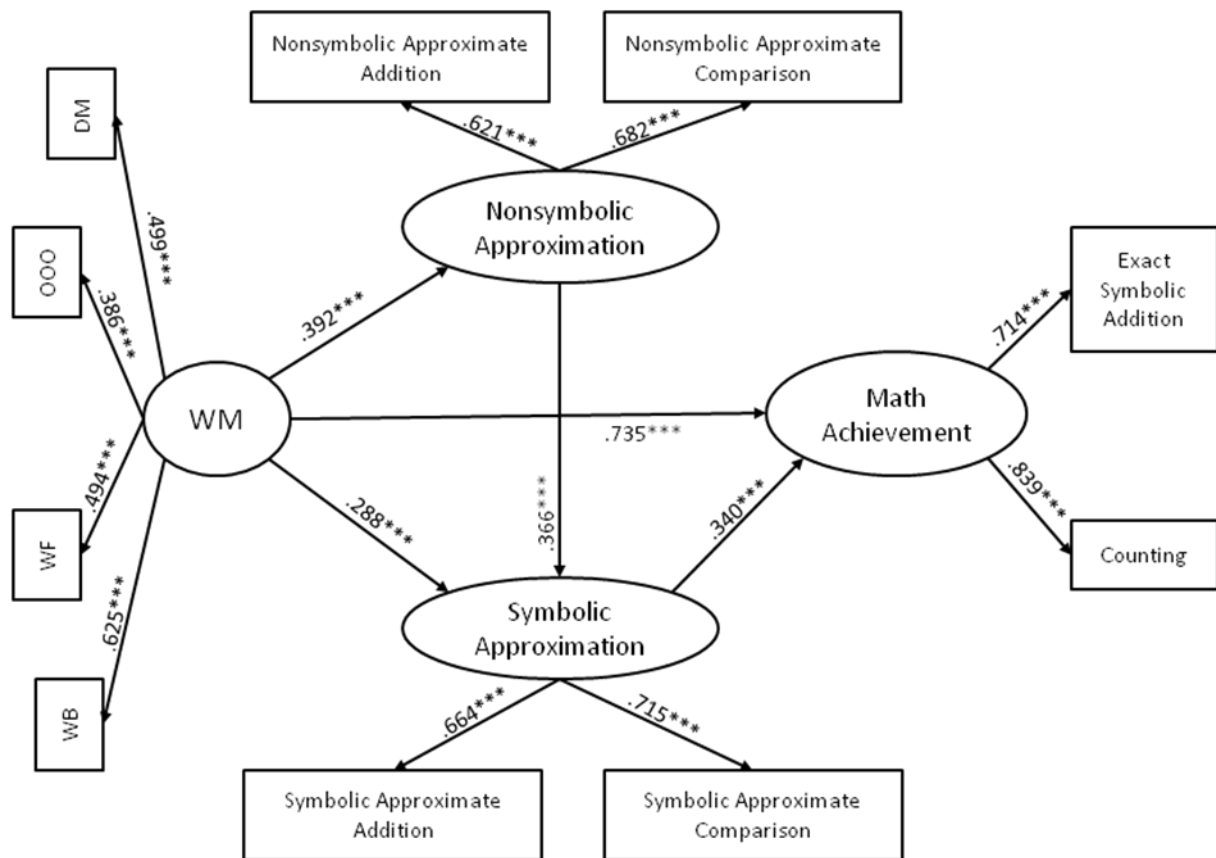 Nonsymbolic Approximate
Addition
Nonsymbolic Approximate
Comparison
DM
.621***
.682***
.499***
Nonsymbolic
Approximation
OOO
.386***
Exact
Symbolic
Addition
.392***
.714***
WM
Math
Achievement
.735***
.494***
.288***
.366***
.340***
.839***
WF
Counting
.625***
Symbolic
Approximation
WB
.664***
.715***
Symbolic Approximate
Addition
Symbolic Approximate
Comparison